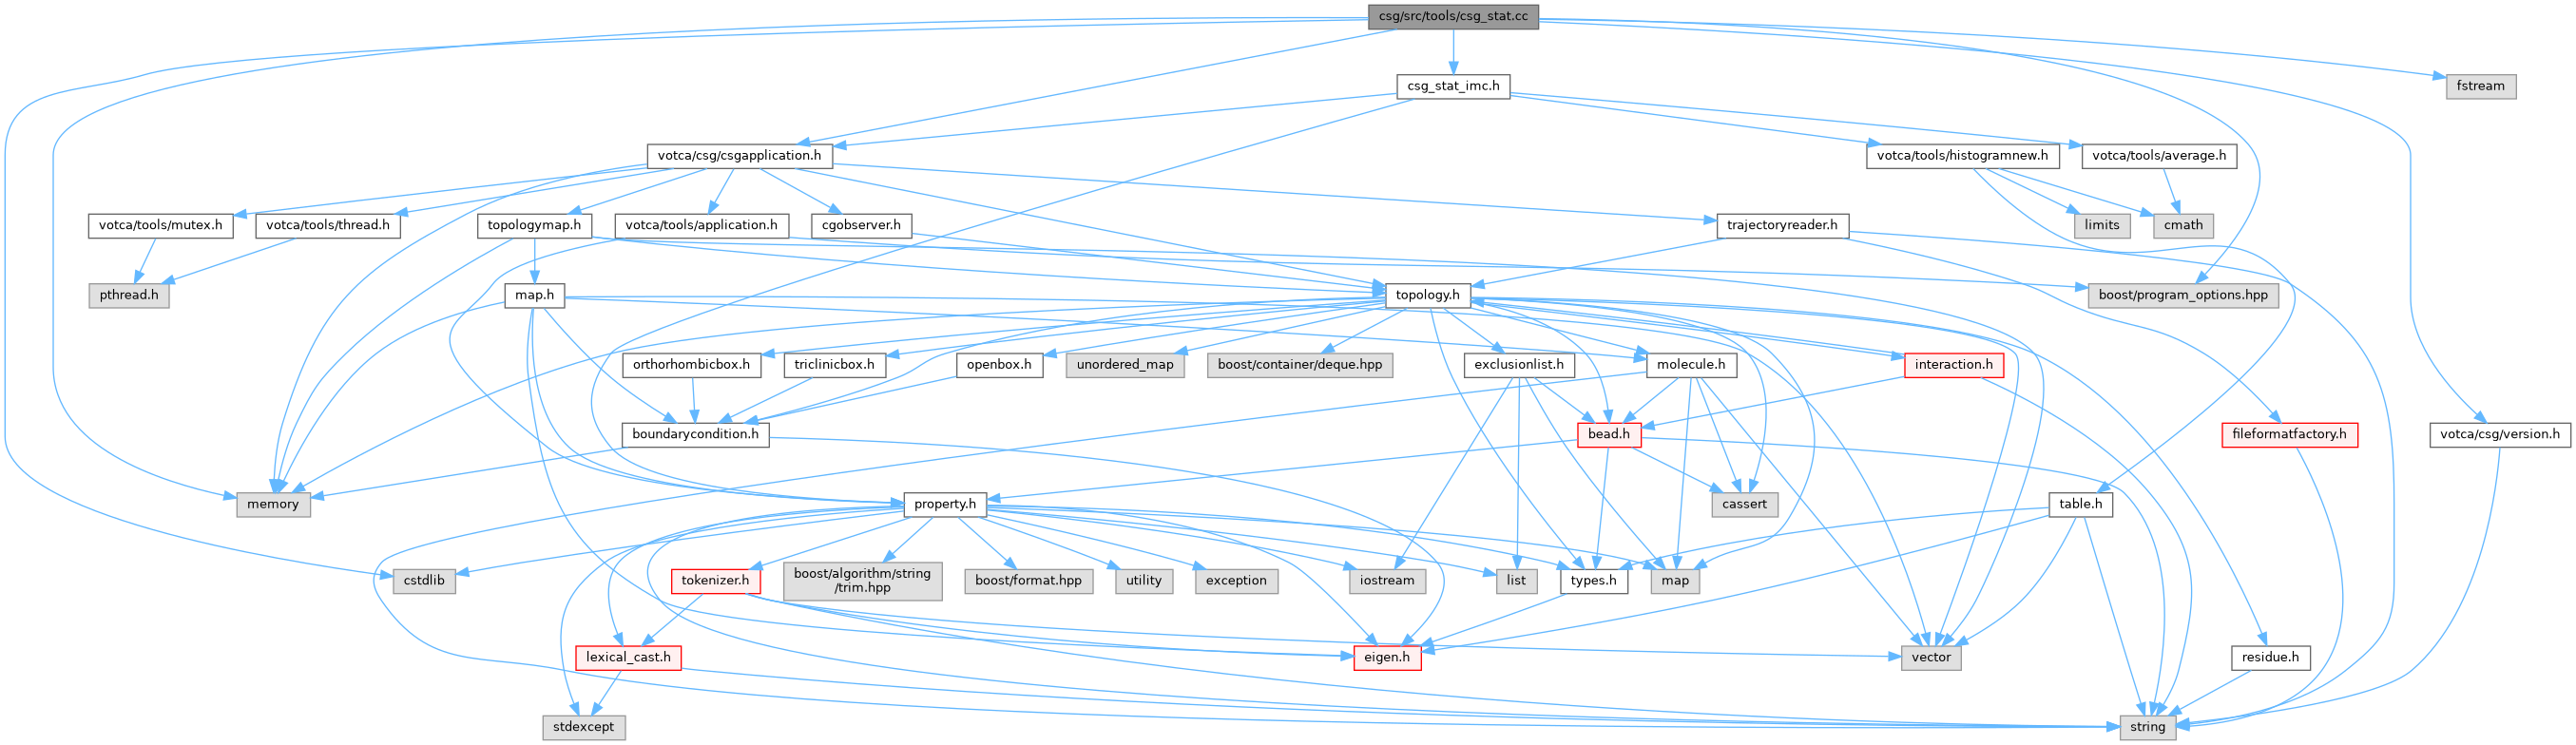 csg/src/tools/csg_stat.cc
csg_stat_imc.h
fstream
votca/csg/csgapplication.h
votca/tools/histogramnew.h
votca/tools/average.h
votca/tools/mutex.h
votca/tools/thread.h
topologymap.h
votca/tools/application.h
cgobserver.h
trajectoryreader.h
limits
cmath
pthread.h
map.h
topology.h
boost/program_options.hpp
orthorhombicbox.h
triclinicbox.h
openbox.h
unordered_map
boost/container/deque.hpp
exclusionlist.h
molecule.h
interaction.h
boundarycondition.h
bead.h
fileformatfactory.h
votca/csg/version.h
memory
property.h
cassert
table.h
cstdlib
tokenizer.h
boost/algorithm/string
/trim.hpp
boost/format.hpp
utility
exception
iostream
list
types.h
map
lexical_cast.h
eigen.h
vector
residue.h
stdexcept
string